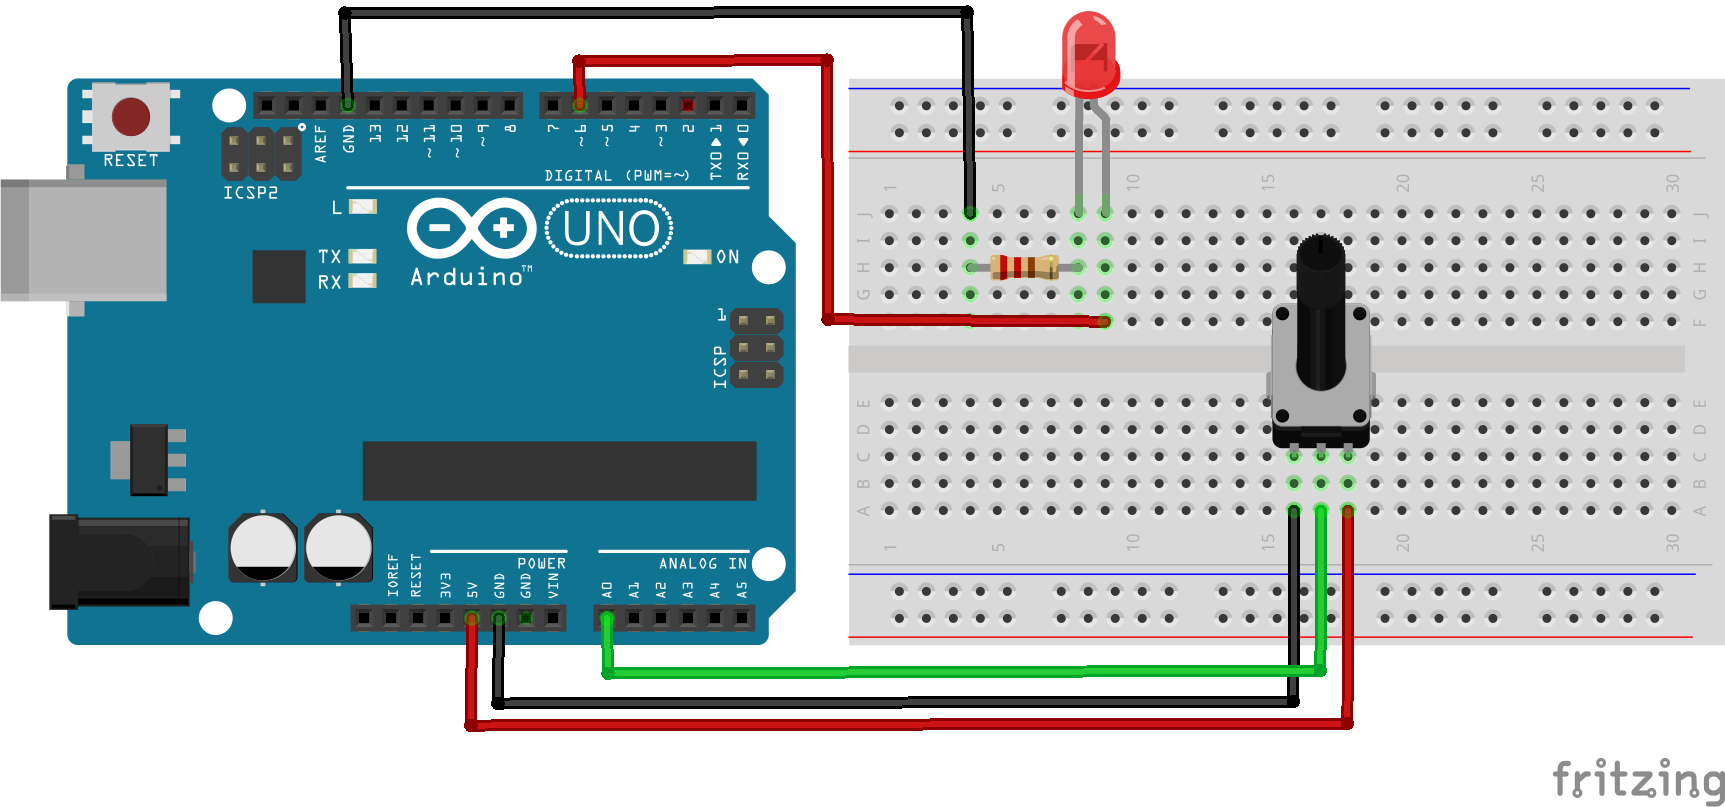 RESET
ICSP2
AREF
GND
13
12
~11
~10
~9
8
7
~6
~5
4
~3
2
TX0▶1
RX0◀0
DIGITAL (PWM=~)
L
TX
RX
UNO
Arduino™
ON
1
ICSP
POWER
ANALOG IN
IOREF
RESET
3V3
5V
GND
GND
VIN
A0
A1
A2
A3
A4
A5
1 5 10 15 20 25 30
J J
I I
H H
G G
F F
E E
D D
C C
B B
A A
1 5 10 15 20 25 30
fritzing